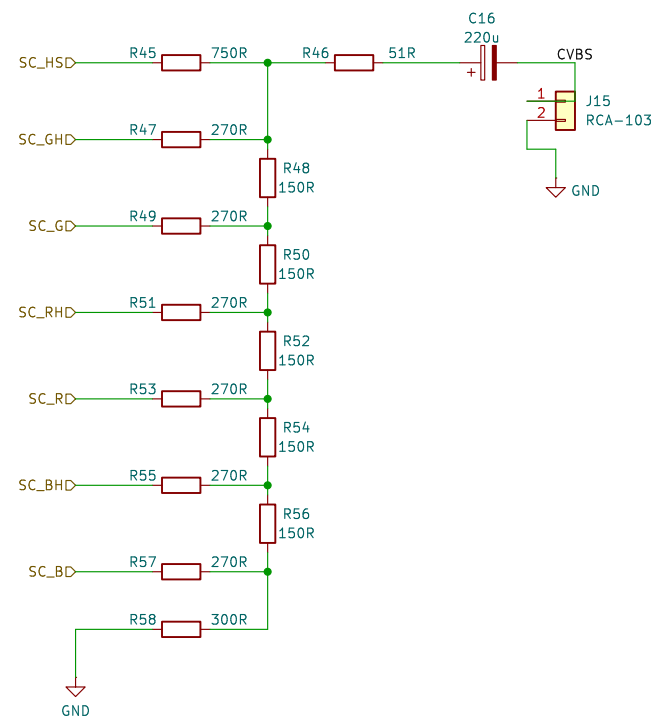 C16
220u
SC_HS
R45
750R
R46
51R
CVBS
+
1
J15
2
RCA-103
SC_GH
R47
270R
R48
150R
GND
SC_G
R49
270R
R50
150R
SC_RH
R51
270R
R52
150R
SC_R
R53
270R
R54
150R
SC_BH
R55
270R
R56
150R
SC_B
R57
270R
R58
300R
GND